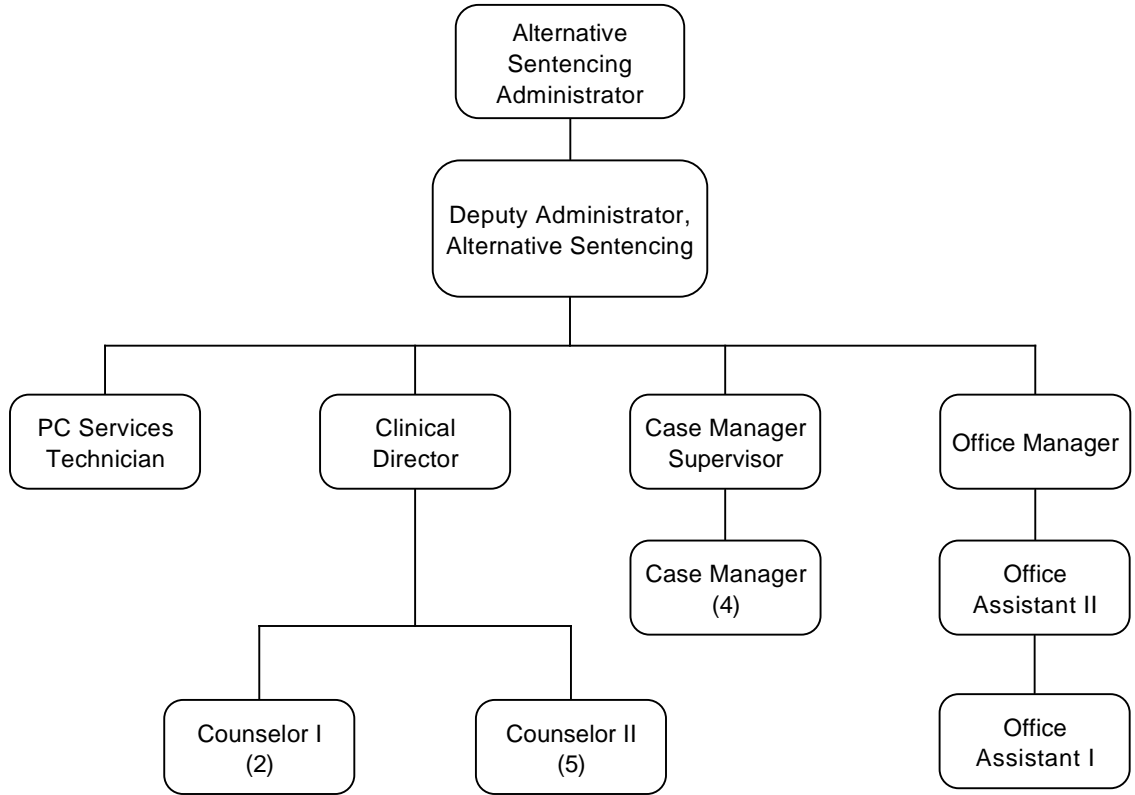 Alternative
Sentencing
Administrator
Deputy Administrator,
Alternative Sentencing
PC Services
Technician
Clinical
Director
Case Manager
Supervisor
Office Manager
Case Manager
(4)
Office
Assistant II
Counselor I
(2)
Counselor II
(5)
Office
Assistant I